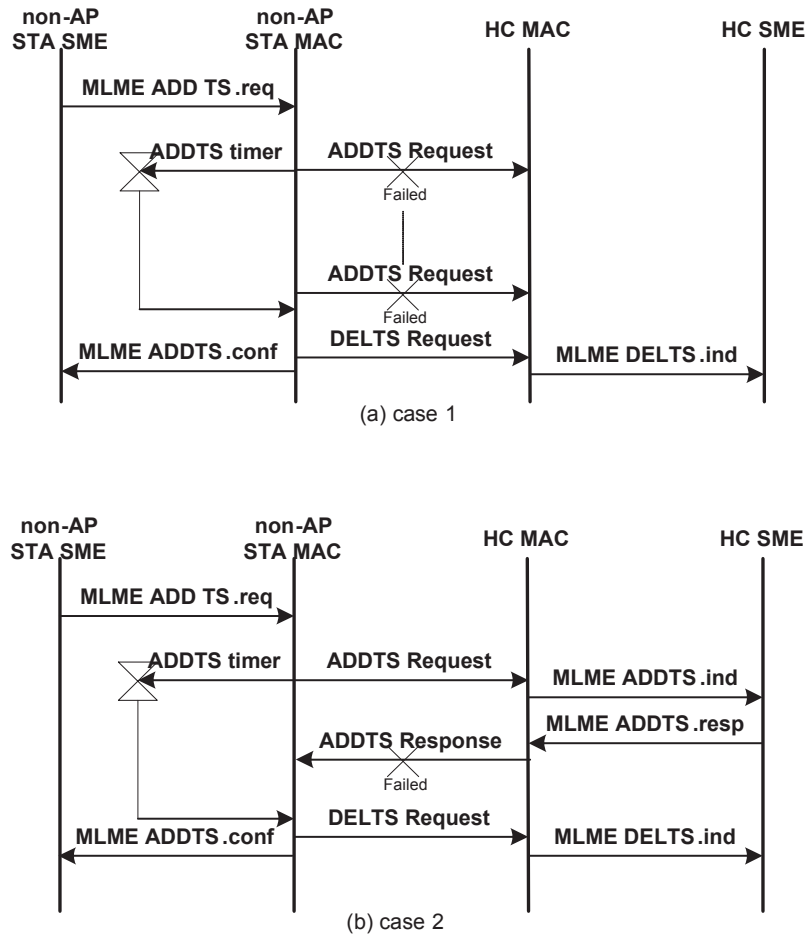 non-AP
STA SME
non-AP
STA MAC
HC MAC
HC SME
MLME ADD TS.req
ADDTS timer
ADDTS Request
Failed
ADDTS Request
Failed
DELTS Request
MLME ADDTS.conf
MLME DELTS.ind
(a) case 1
non-AP
STA SME
non-AP
STA MAC
HC MAC
HC SME
MLME ADD TS.req
ADDTS timer
ADDTS Request
MLME ADDTS.ind
MLME ADDTS.resp
ADDTS Response
Failed
DELTS Request
MLME ADDTS.conf
MLME DELTS.ind
(b) case 2